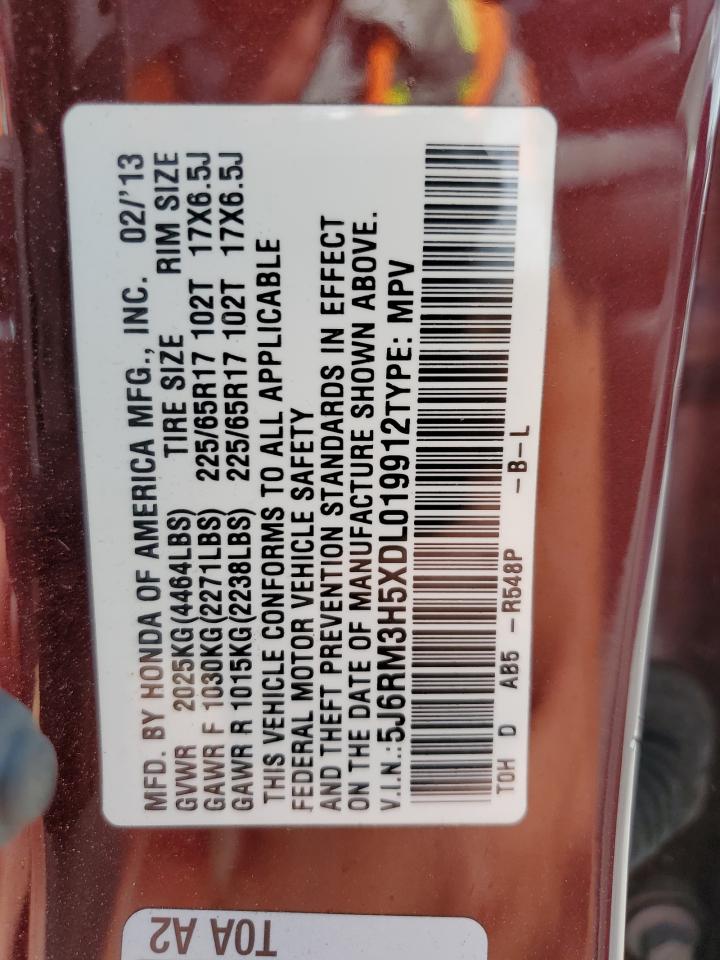 MFD. BY HONDA OF AMERICA MFG., INC. 02/'13
GVWR 2025KG(4464LBS) TIRE SIZE RIM SIZE
GAWR F 1030KG(2271LBS) 225/65R17 102T 17X6.5J
GAWR R 1015KG(2238LBS) 225/65R17 102T 17X6.5J
THIS VEHICLE CONFORMS TO ALL APPLICABLE
FEDERAL MOTOR VEHICLE SAFETY
AND THEFT PREVENTION STANDARDS IN EFFECT
ON THE DATE OF MANUFACTURE SHOWN ABOVE.
V.I.N.:5J6RM3H5XDL019912TYPE: MPV
T0H D AB5 -R548P -B-L
T0A A2